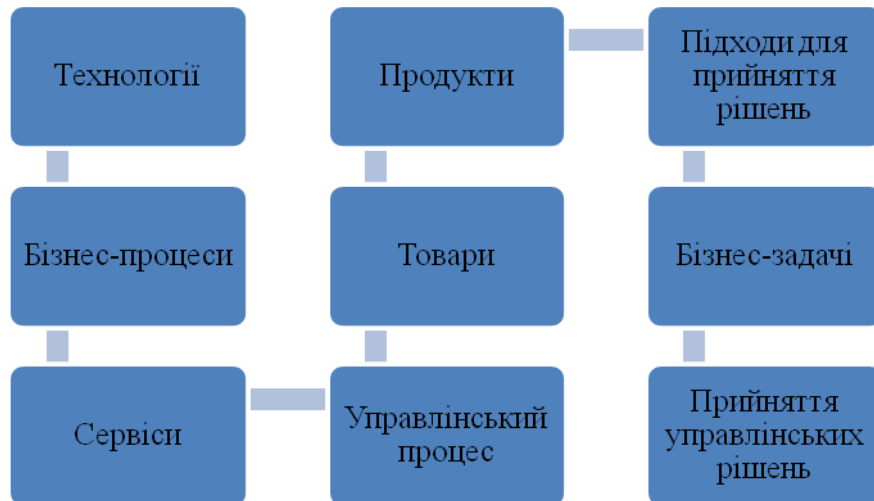 Технології
Бізнес-процеси
Сервіси
Управлінський
процес
Товари
Продукти
Підходи для
прийняття
рішень
Бізнес-задачі
Прийняття
управлінських
рішень